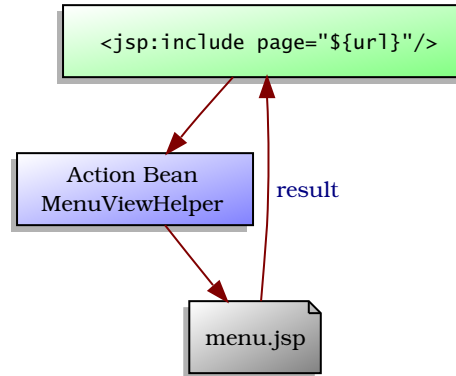 <jsp:include page="${url}"/>
Action Bean
MenuViewHelper
result
menu.jsp